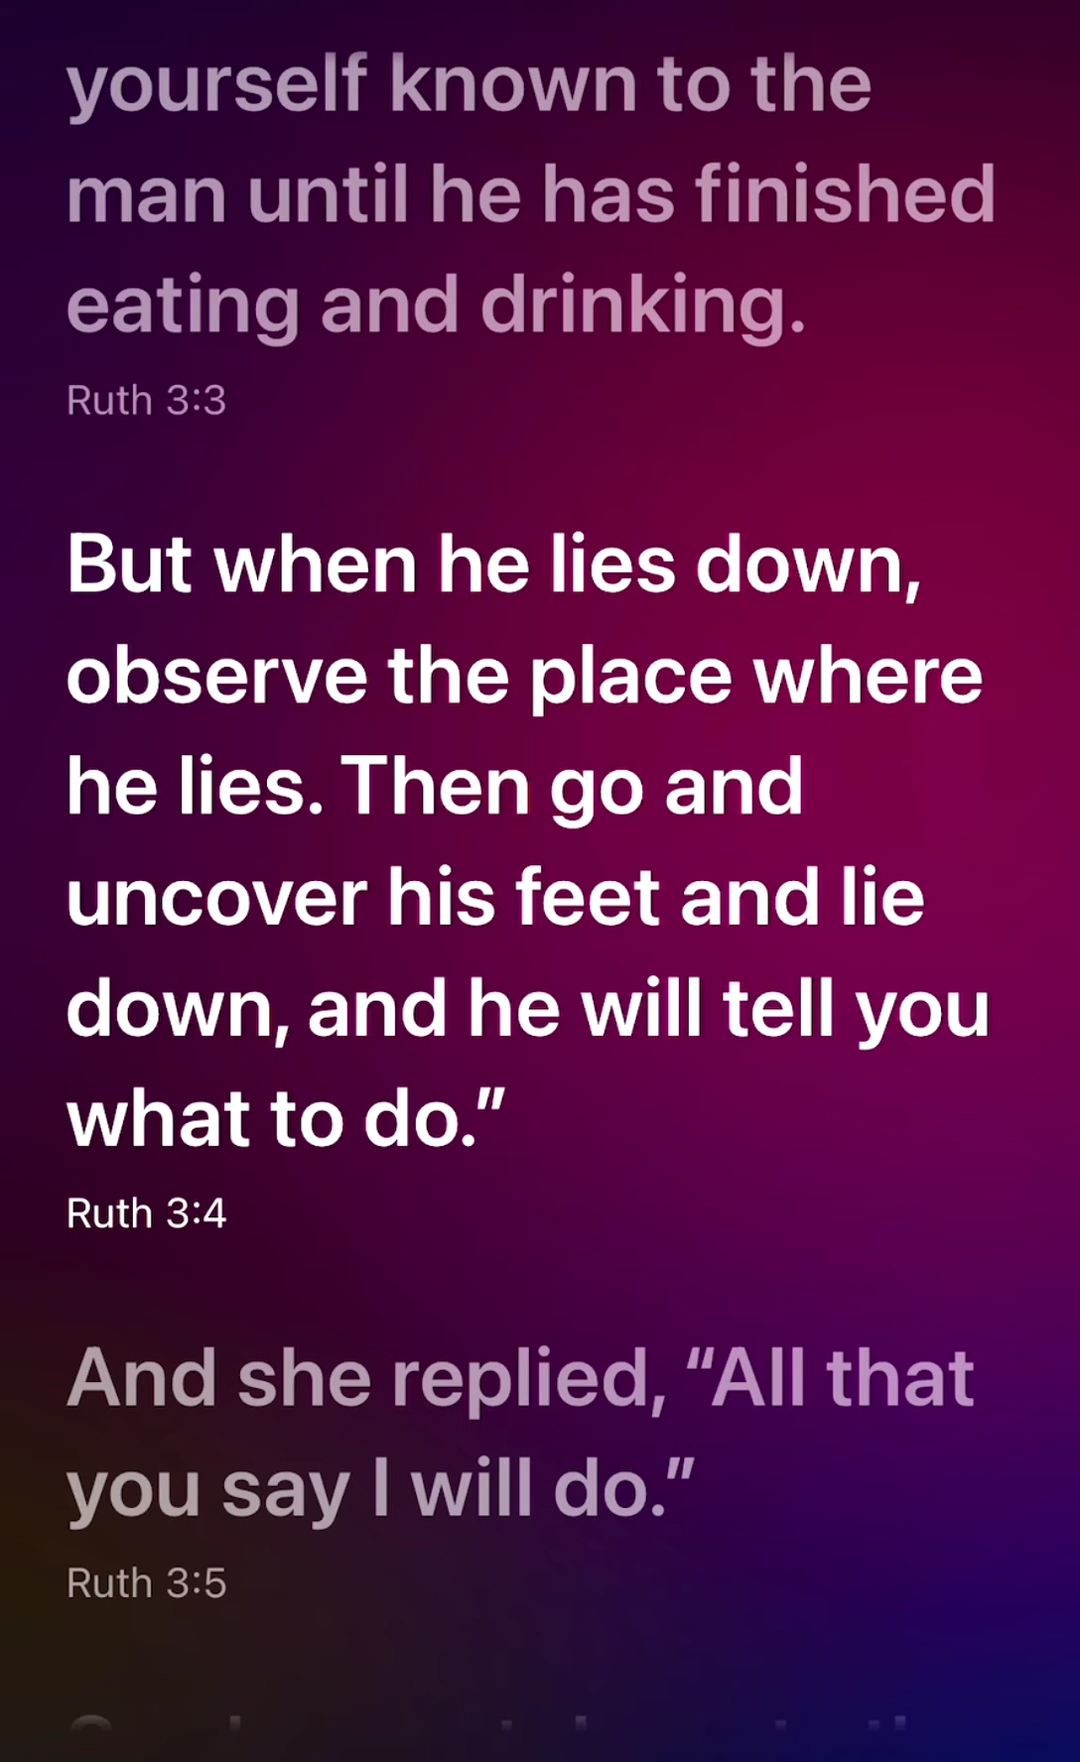 yourself known to the
man until he has finished
eating and drinking.
Ruth 3:3
But when he lies down,
observe the place where
he lies. Then go and
uncover his feet and lie
down, and he will tell you
what to do.”
Ruth 3:4
And she replied, “All that
you say I will do.”
Ruth 3:5